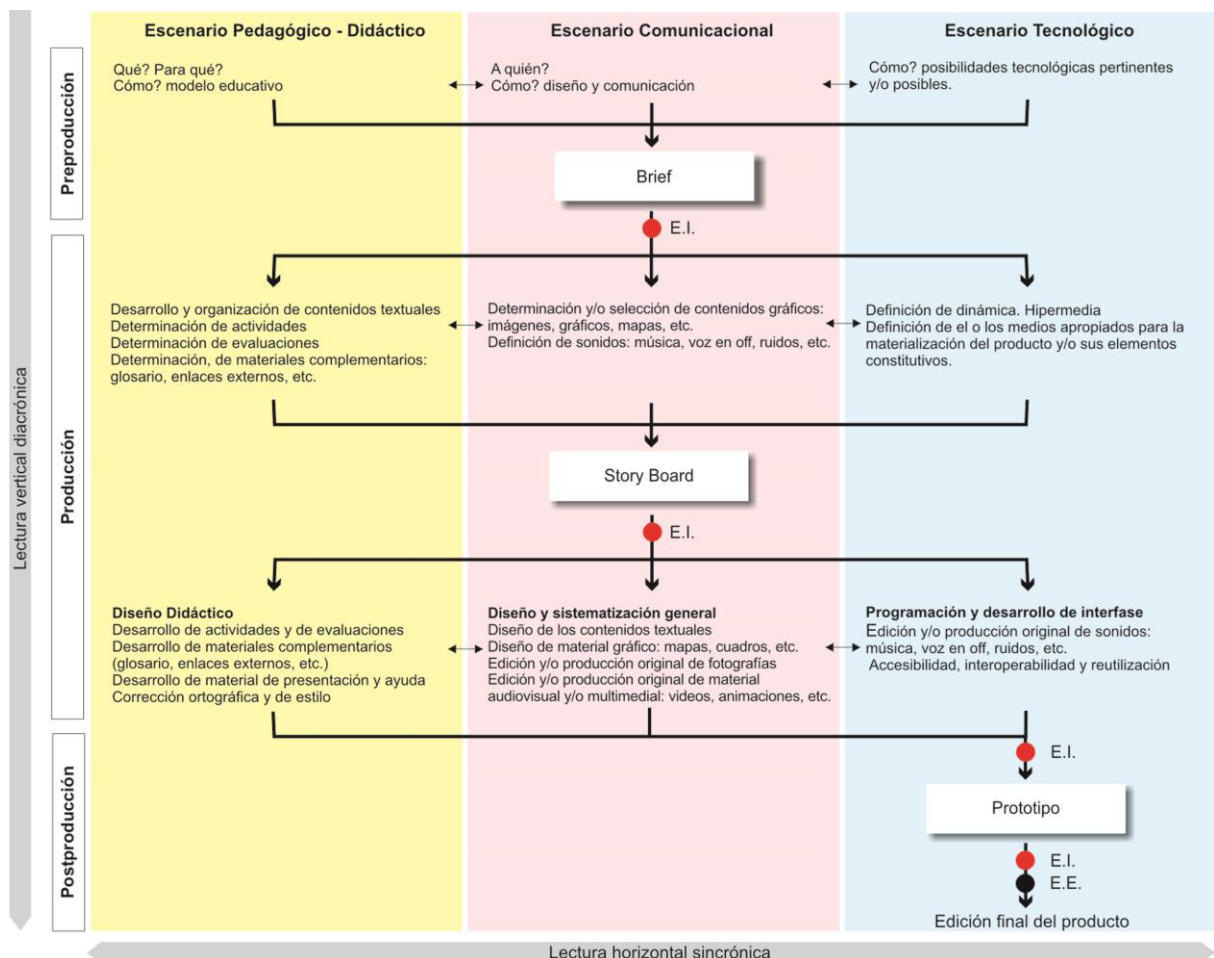 Escenario Pedagógico - Didáctico
Escenario Comunicacional
Escenario Tecnológico
Preproducción
Qué? Para qué?
Cómo? modelo educativo
A quién?
Cómo? diseño y comunicación
Cómo? posibilidades tecnológicas pertinentes
y/o posibles.
Brief
E.I.
Lectura vertical diacrónica
Producción
Desarrollo y organización de contenidos textuales
Determinación de actividades
Determinación de evaluaciones
Determinación, de materiales complementarios:
glosario, enlaces externos, etc.
Determinación y/o selección de contenidos gráficos:
imágenes, gráficos, mapas, etc.
Definición de sonidos: música, voz en off, ruidos, etc.
Definición de dinámica. Hipermedia
Definición de el o los medios apropiados para la
materialización del producto y/o sus elementos
constitutivos.
Story Board
E.I.
Diseño Didáctico
Desarrollo de actividades y de evaluaciones
Desarrollo de materiales complementarios
(glosario, enlaces externos, etc.)
Desarrollo de material de presentación y ayuda
Corrección ortográfica y de estilo
Diseño y sistematización general
Diseño de los contenidos textuales
Diseño de material gráfico: mapas, cuadros, etc.
Edición y/o producción original de fotografías
Edición y/o producción original de material
audiovisual y/o multimedial: videos, animaciones, etc.
Programación y desarrollo de interfase
Edición y/o producción original de sonidos:
música, voz en off, ruidos, etc.
Accesibilidad, interoperabilidad y reutilización
Postproducción
E.I.
Prototipo
E.I.
E.E.
Edición final del producto
Lectura horizontal sincrónica